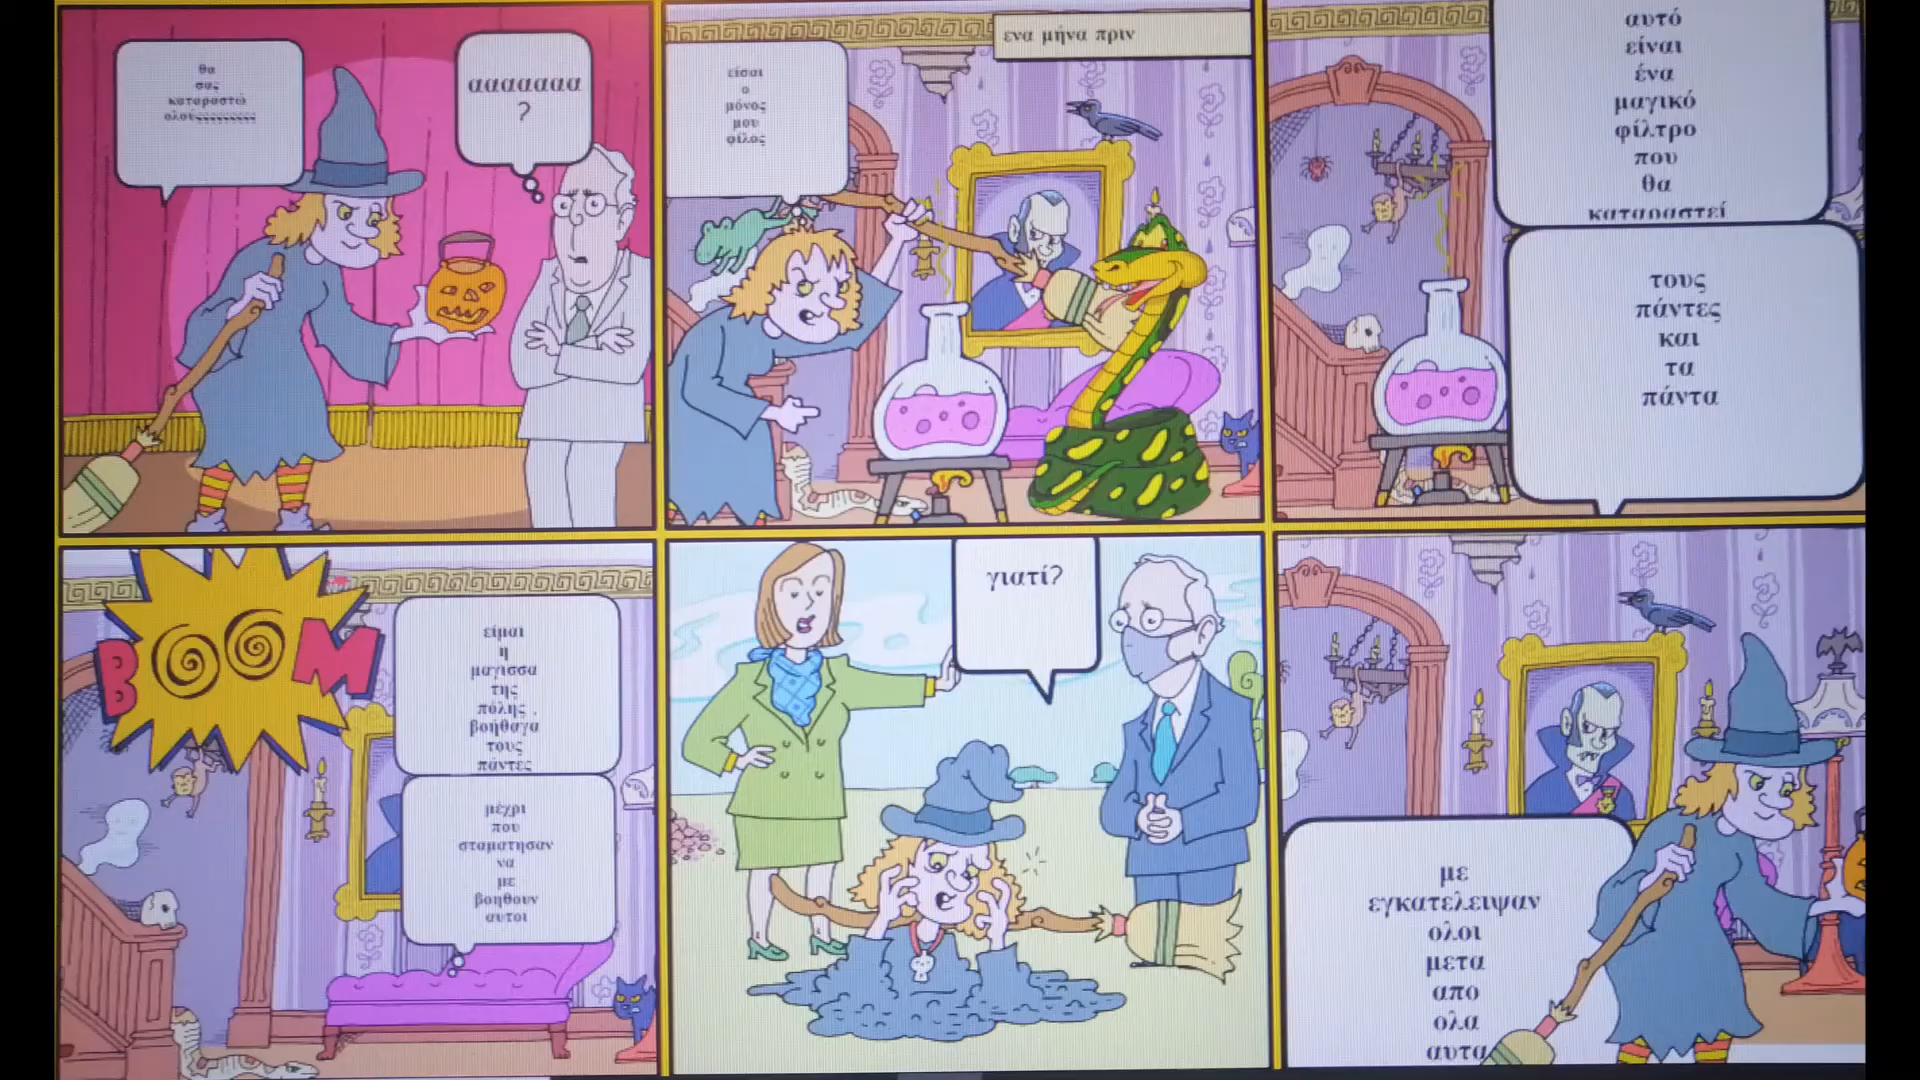 θα
σας
καταραστώ
ολούςςςςςςςςς
ααααααα
?
ενα μήνα πριν
είσαι
ο
μόνος
μου
φίλος
αυτό
είναι
ένα
μαγικό
φίλτρο
που
θα
καταραστεί
τους
πάντες
και
τα
πάντα
BOOM
είμαι
η
μαγισσα
της
πόλης .
βοήθαγα
τους
πάντες
μέχρι
που
σταματησαν
να
με
βοηθουν
αυτοι
γιατί?
με
εγκατελειψαν
ολοι
μετα
απο
ολα
αυτα